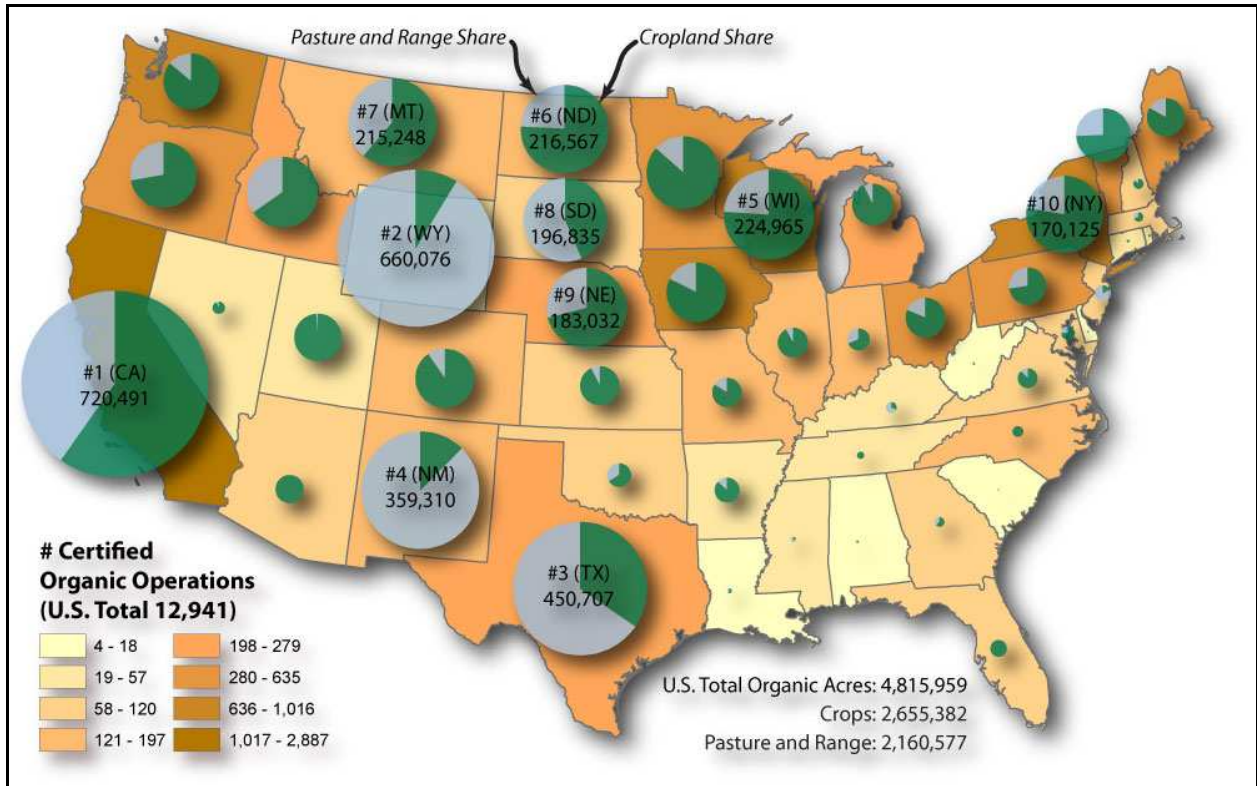 Pasture and Range Share
Cropland Share
#7 (MT)
215,248
#6 (ND)
216,567
#2 (WY)
660,076
#8 (SD)
196,835
#5 (WI)
224,965
#10 (NY)
170,125
#9 (NE)
183,032
#1 (CA)
720,491
#4 (NM)
359,310
#3 (TX)
450,707
# Certified
Organic Operations
(U.S. Total 12,941)
4 - 18
19 - 57
58 - 120
121 - 197
198 - 279
280 - 635
636 - 1,016
1,017 - 2,887
U.S. Total Organic Acres: 4,815,959
Crops: 2,655,382
Pasture and Range: 2,160,577